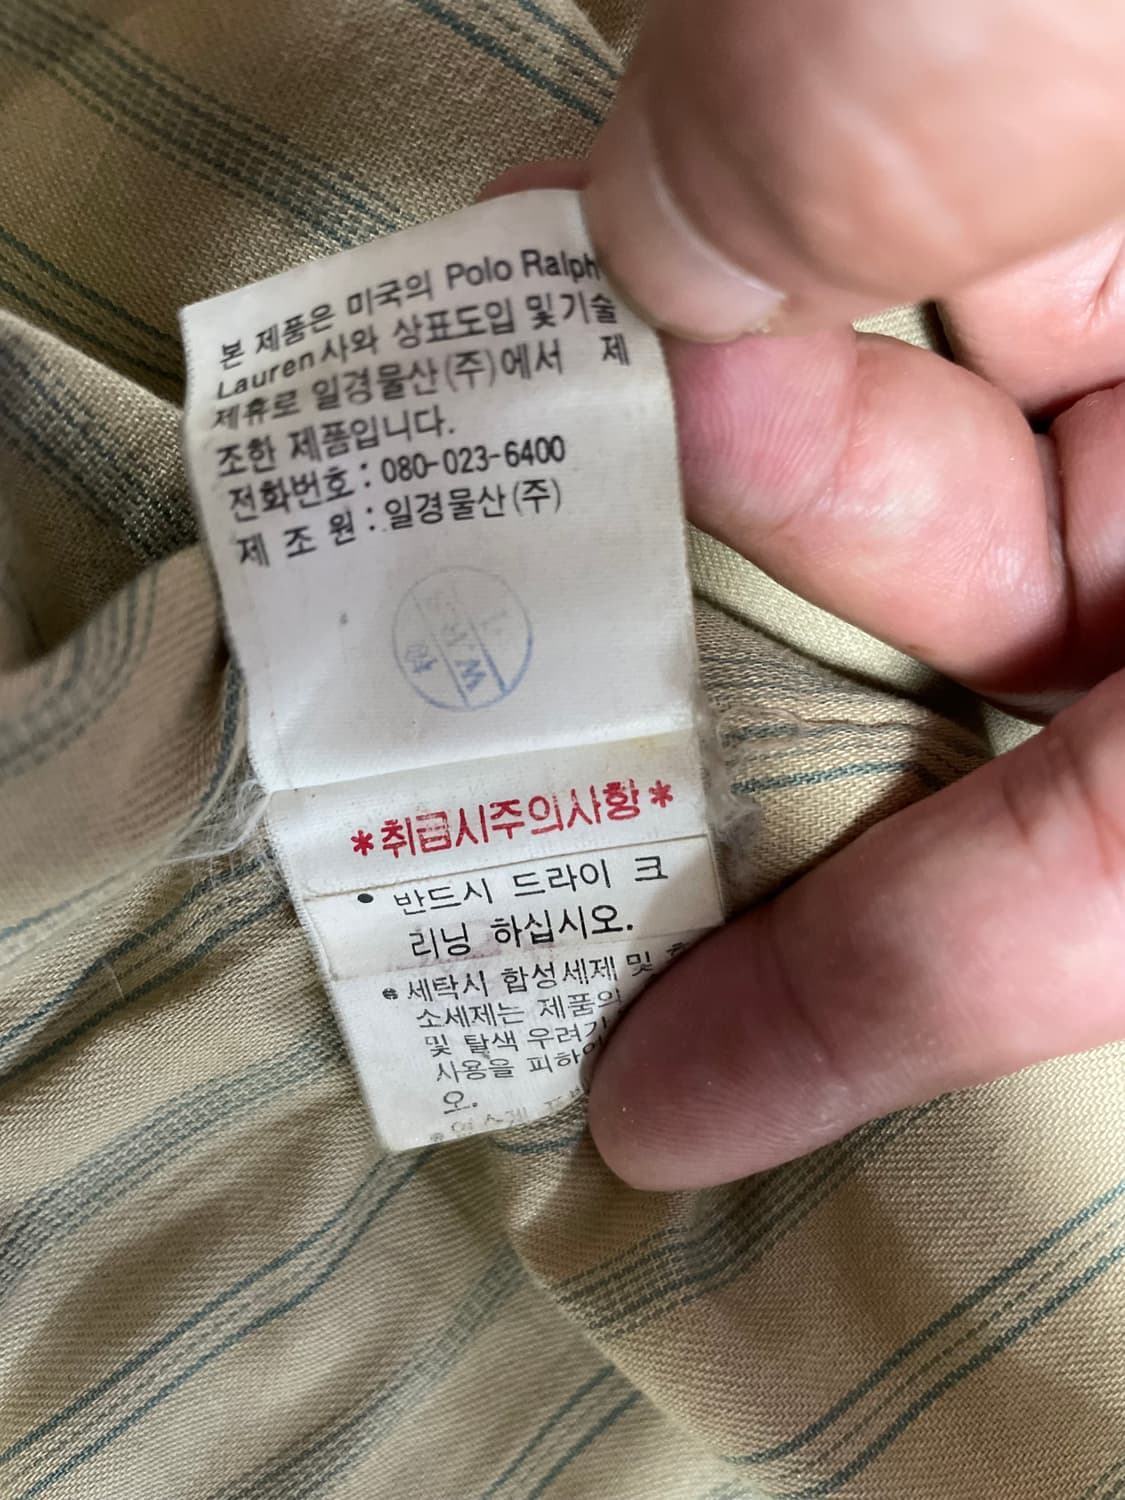 본 제품은 미국의 Polo Ralph
Lauren사와 상표도입 및기술
제휴로 일경물산(주)에서 제
조한 제품입니다.
전화번호 : 080-023-6400
제 조 원 : 일경물산(주)
*취급시주의사항*
• 반드시 드라이 크
리닝 하십시오.
• 세탁시 합성세제 및
소세제는 제품의
및 탈색 우려가
사용을 피하
오.